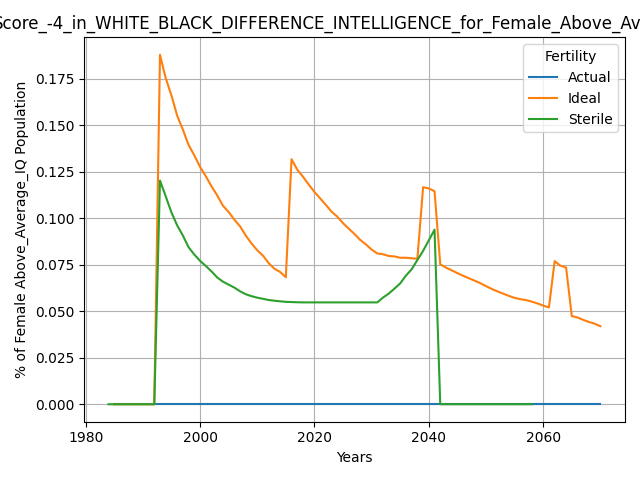 Score_-4_in_WHITE_BLACK_DIFFERENCE_INTELLIGENCE_for_Female_Above_Av
Fertility
Actual
Ideal
Sterile
% of Female Above_Average_IQ Population
0.175
0.150
0.125
0.100
0.075
0.050
0.025
0.000
1980 2000 2020 2040 2060
Years